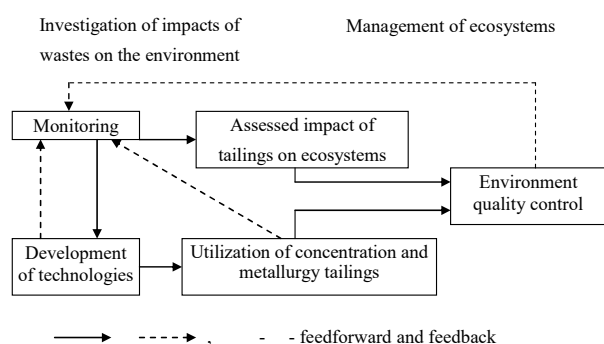 Investigation of impacts of
wastes on the environment
Management of ecosystems
Monitoring
Assessed impact of
tailings on ecosystems
Environment
quality control
Development
of technologies
Utilization of concentration and
metallurgy tailings
, - - feedforward and feedback